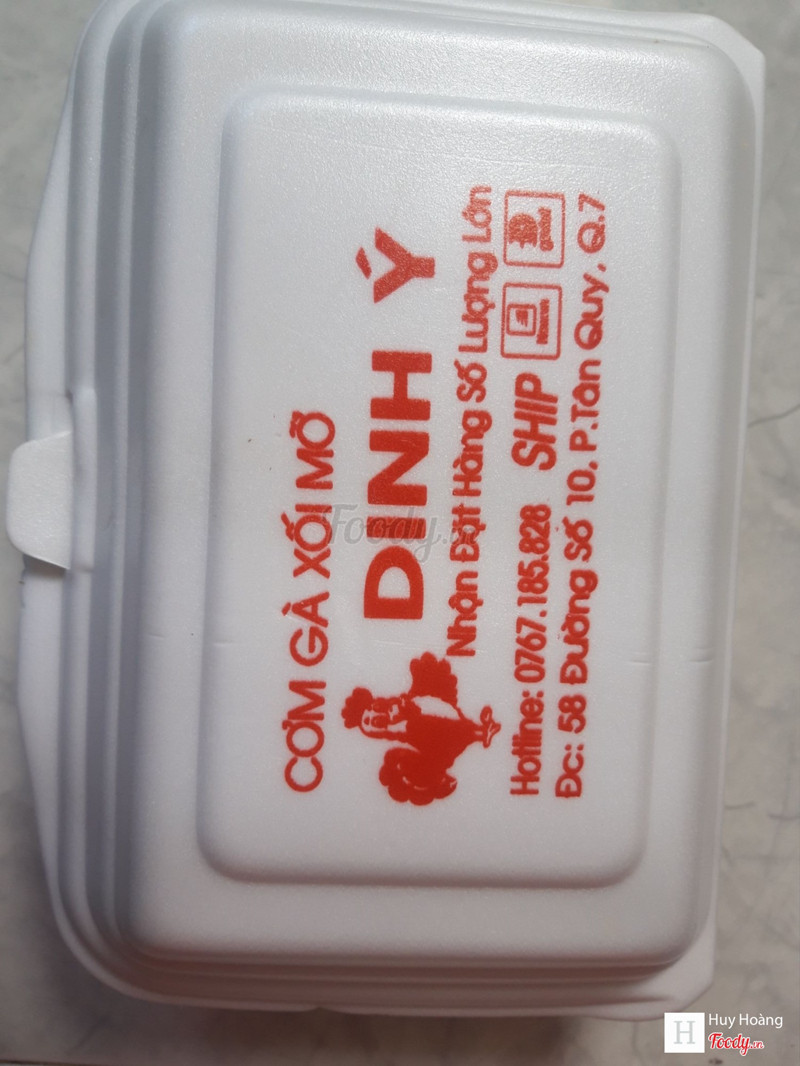 CƠM GÀ XỐI MỠ
DINH Ý
Nhận Đặt Hàng Số Lượng Lớn
Hotline: 0767.185.828 SHIP
Đc: 58 Đường Số 10, P.Tân Quy, Q.7
Foody.vn
H Huy Hoàng
Foody.vn